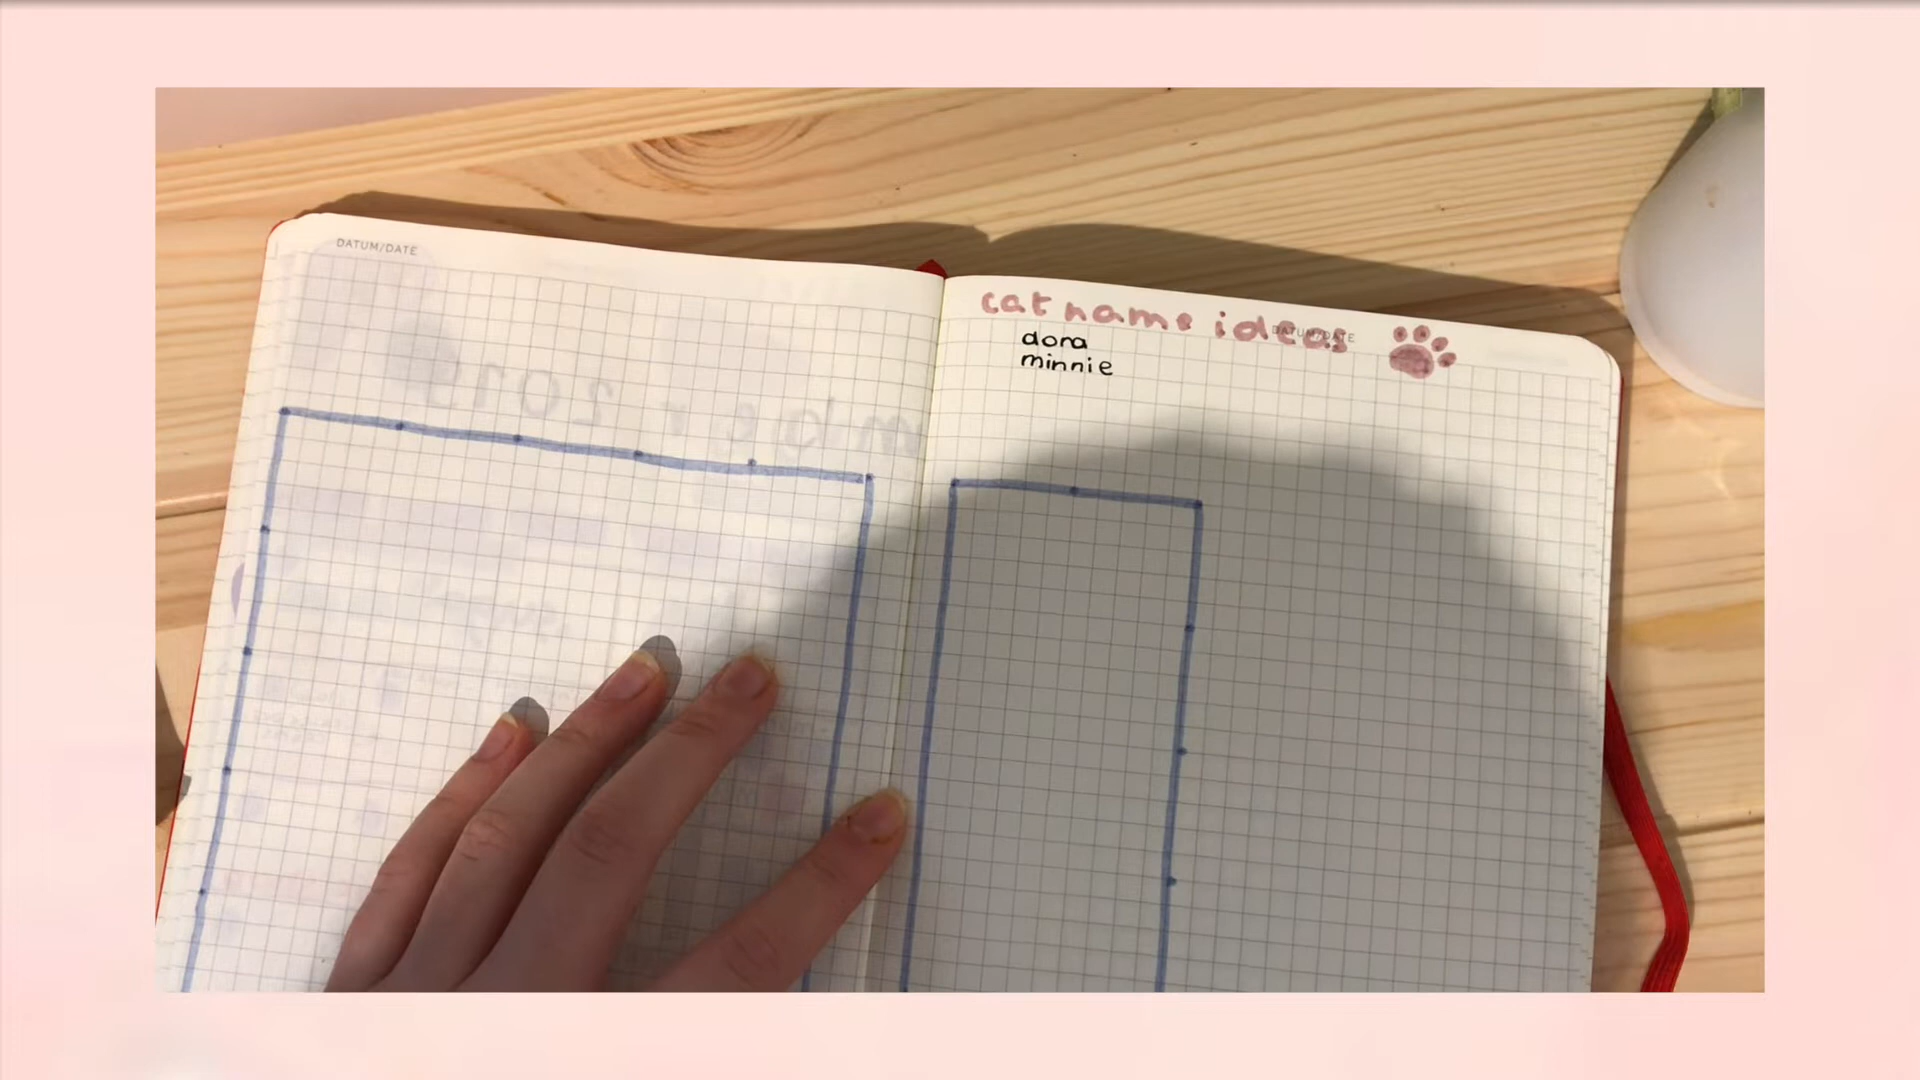 DATUM/DATE
cat name ideas
DATUM/DATE
dora
minnie